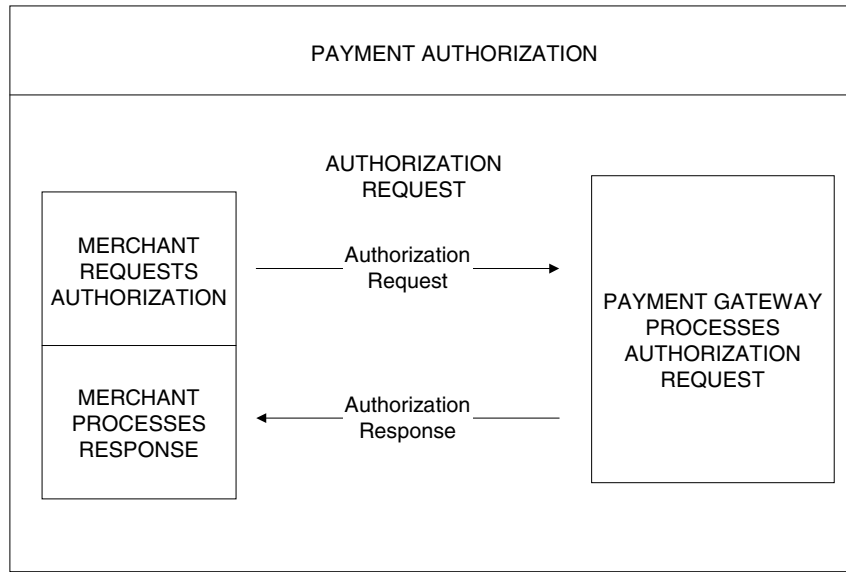 PAYMENT AUTHORIZATION
AUTHORIZATION
REQUEST
MERCHANT
REQUESTS
AUTHORIZATION
Authorization
Request
PAYMENT GATEWAY
PROCESSES
AUTHORIZATION
REQUEST
MERCHANT
PROCESSES
RESPONSE
Authorization
Response